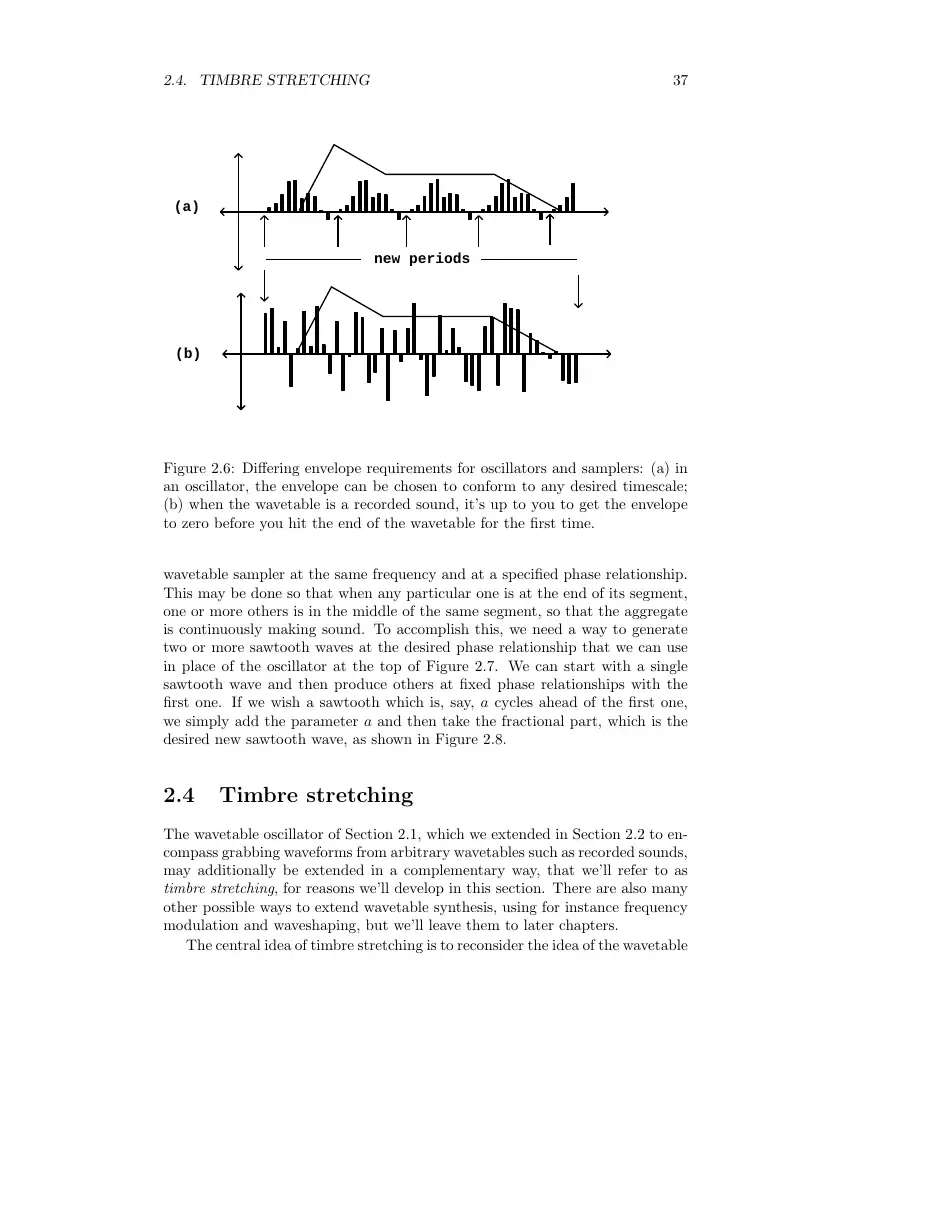 2.4. TIMBRE STRETCHING 37
(a)
new periods
(b)
Figure 2.6: Differing envelope requirements for oscillators and samplers: (a) in
an oscillator, the envelope can be chosen to conform to any desired timescale;
(b) when the wavetable is a recorded sound, it's up to you to get the envelope
to zero before you hit the end of the wavetable for the first time.
wavetable sampler at the same frequency and at a specified phase relationship.
This may be done so that when any particular one is at the end of its segment,
one or more others is in the middle of the same segment, so that the aggregate
is continuously making sound. To accomplish this, we need a way to generate
two or more sawtooth waves at the desired phase relationship that we can use
in place of the oscillator at the top of Figure 2.7. We can start with a single
sawtooth wave and then produce others at fixed phase relationships with the
first one. If we wish a sawtooth which is, say, a cycles ahead of the first one,
we simply add the parameter a and then take the fractional part, which is the
desired new sawtooth wave, as shown in Figure 2.8.
2.4 Timbre stretching
The wavetable oscillator of Section 2.1, which we extended in Section 2.2 to en-
compass grabbing waveforms from arbitrary wavetables such as recorded sounds,
may additionally be extended in a complementary way, that we'll refer to as
timbre stretching, for reasons we'll develop in this section. There are also many
other possible ways to extend wavetable synthesis, using for instance frequency
modulation and waveshaping, but we'll leave them to later chapters.
The central idea of timbre stretching is to reconsider the idea of the wavetable